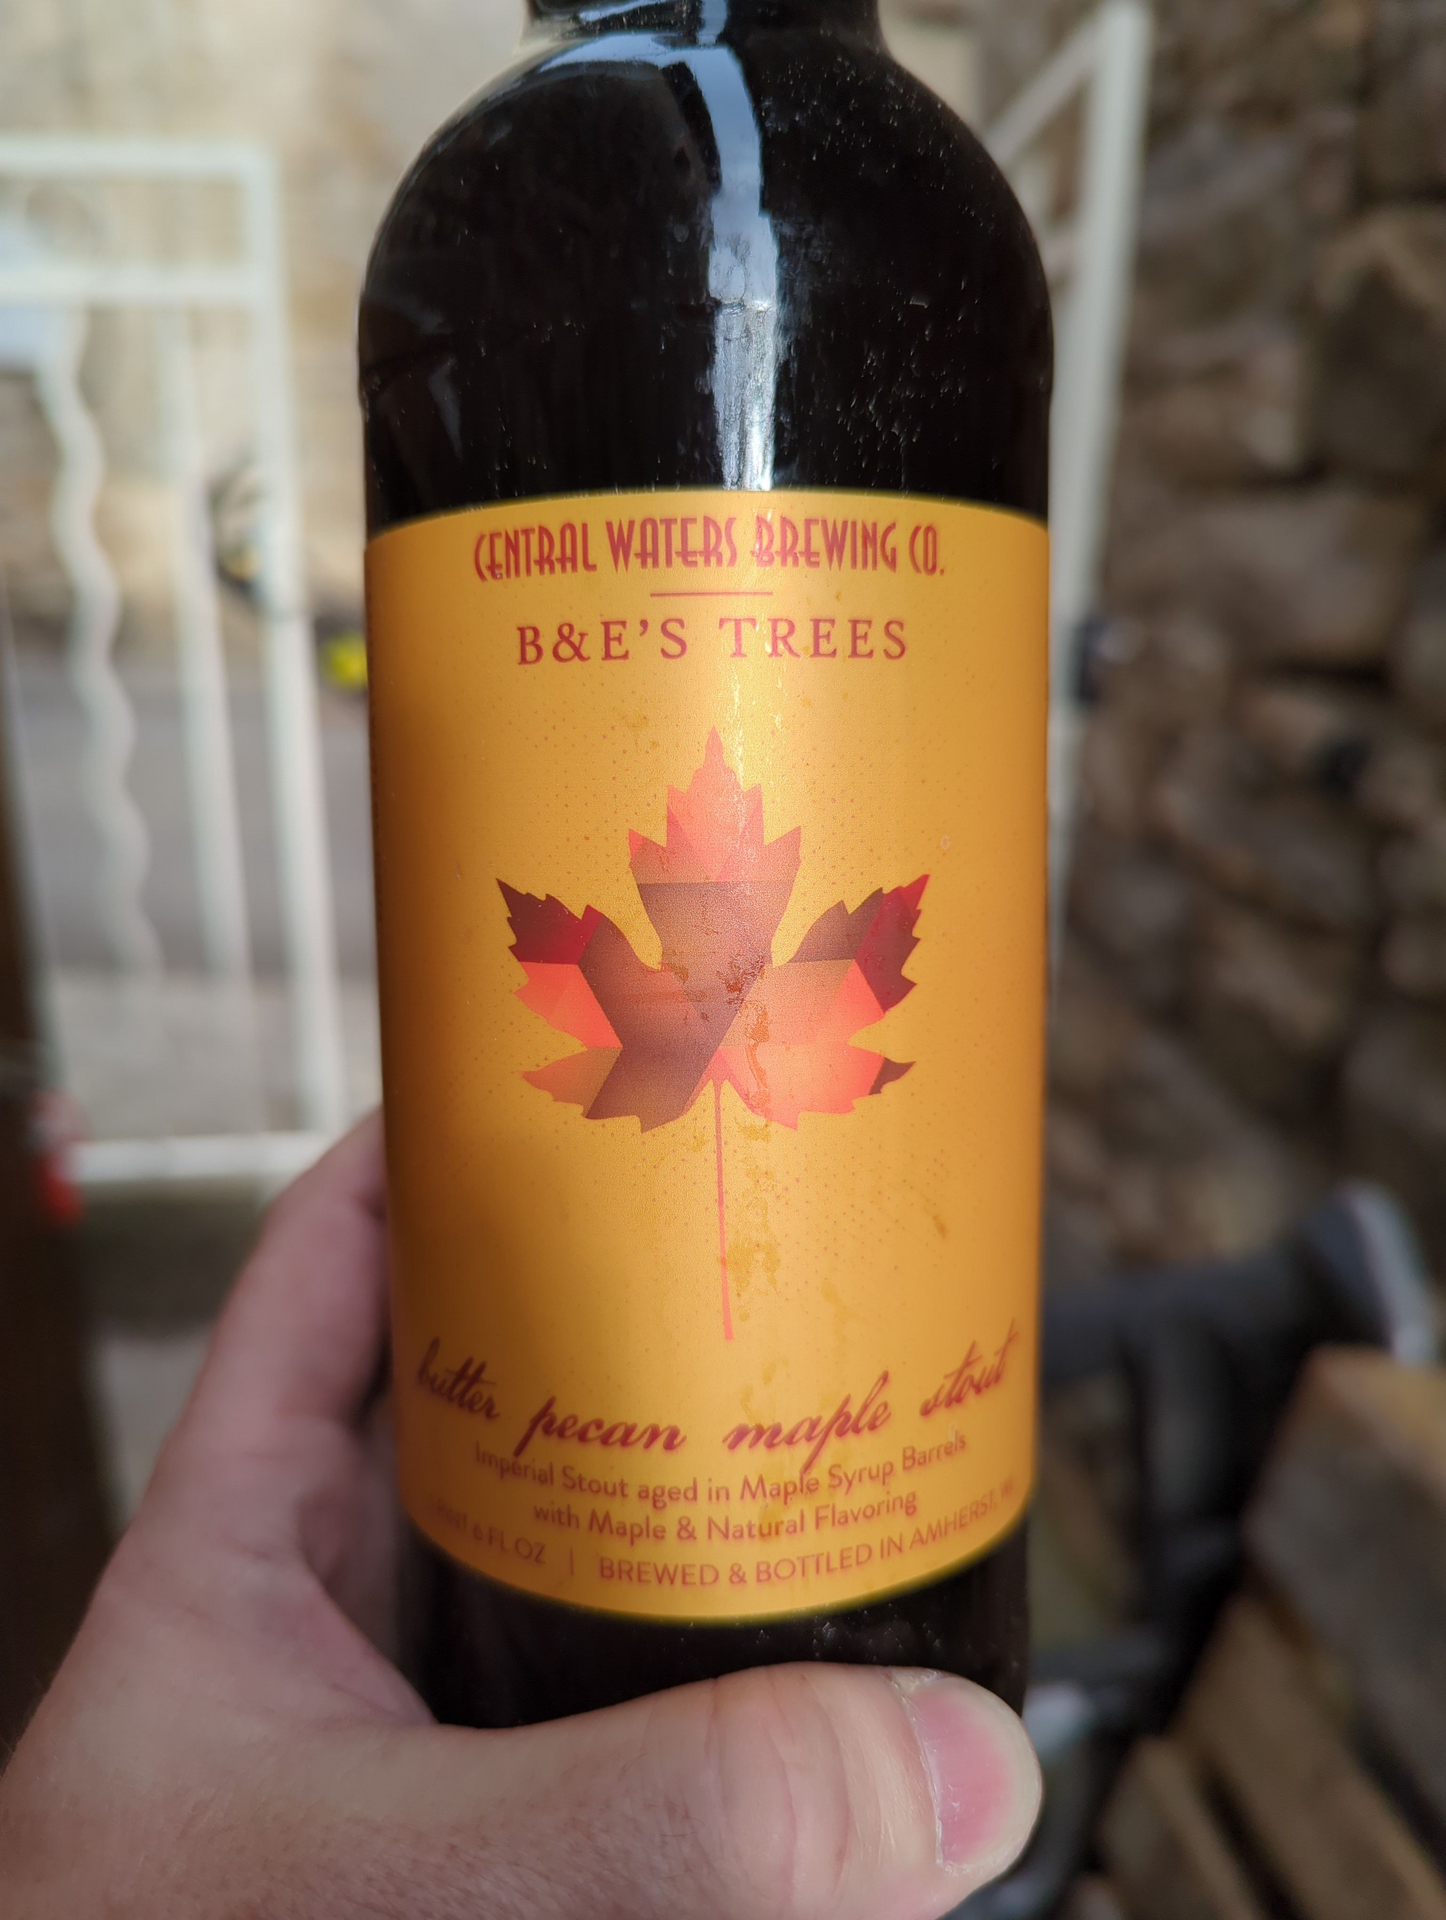 CENTRAL WATERS BREWING CO.
B&E'S TREES
butter pecan maple stout
Imperial Stout aged in Maple Syrup Barrels
with Maple & Natural Flavoring
6 FL OZ | BREWED & BOTTLED IN AMHERST, WI